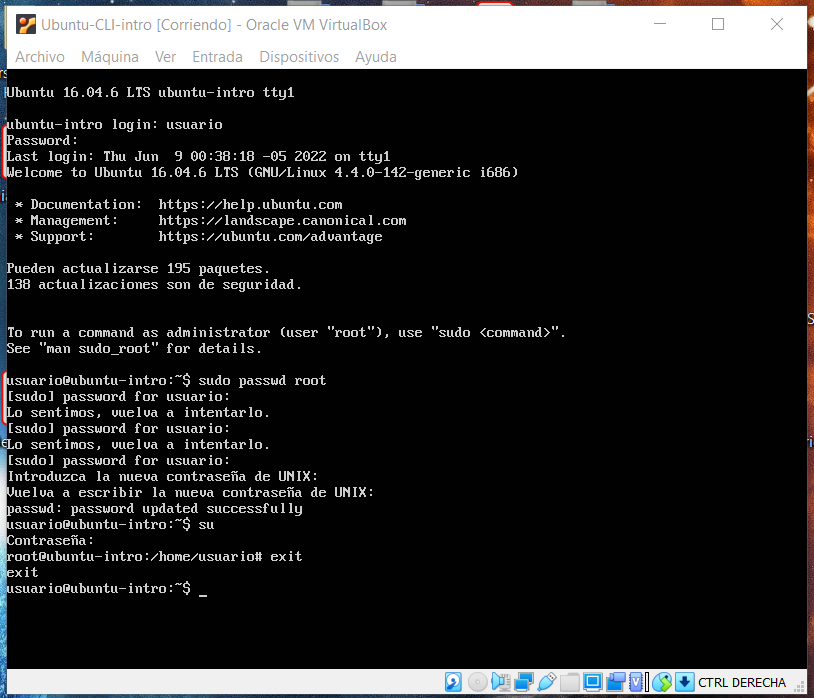 Ubuntu-CLI-intro [Corriendo] - Oracle VM VirtualBox
Archivo Máquina Ver Entrada Dispositivos Ayuda
Ubuntu 16.04.6 LTS ubuntu-intro tty1
ubuntu-intro login: usuario
Password:
Last login: Thu Jun  9 00:38:18 -05 2022 on tty1
Welcome to Ubuntu 16.04.6 LTS (GNU/Linux 4.4.0-142-generic i686)
* Documentation:  https://help.ubuntu.com
* Management:     https://landscape.canonical.com
* Support:        https://ubuntu.com/advantage
Pueden actualizarse 195 paquetes.
138 actualizaciones son de seguridad.
To run a command as administrator (user "root"), use "sudo <command>".
See "man sudo_root" for details.
usuario@ubuntu-intro:~$ sudo passwd root
[sudo] password for usuario:
Lo sentimos, vuelva a intentarlo.
[sudo] password for usuario:
Lo sentimos, vuelva a intentarlo.
[sudo] password for usuario:
Introduzca la nueva contraseña de UNIX:
Vuelva a escribir la nueva contraseña de UNIX:
passwd: password updated successfully
usuario@ubuntu-intro:~$ su
Contraseña:
root@ubuntu-intro:/home/usuario# exit
exit
usuario@ubuntu-intro:~$ _
CTRL DERECHA